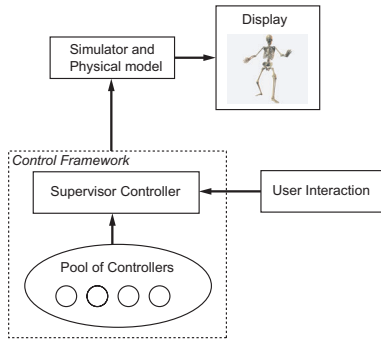 Display
Simulator and
Physical model
Control Framework
Supervisor Controller
User Interaction
Pool of Controllers